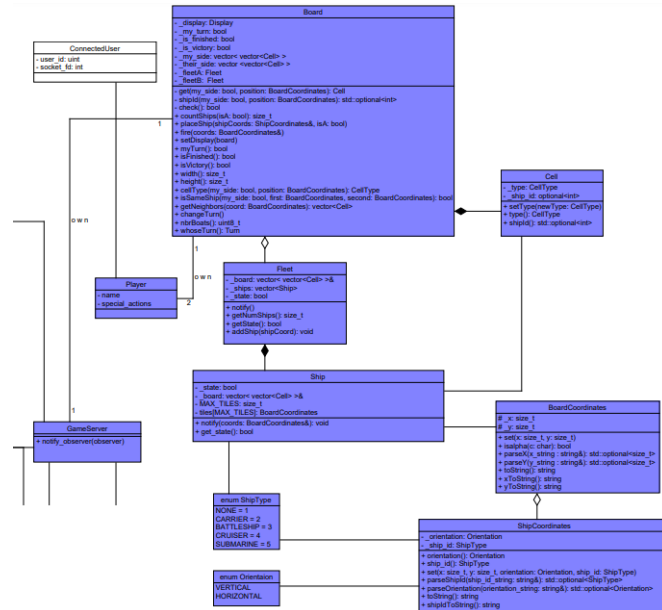 Board
- _display: Display
- _my_turn: bool
- _is_finished: bool
- _is_victory: bool
- _my_side: vector< vector<Cell> >
- _their_side: vector <vector<Cell> >
- _fleetA: Fleet
- _fleetB: Fleet
- get(my_side: bool, position: BoardCoordinates): Cell
- shipId(my_side: bool, position: BoardCoordinates): std::optional<int>
- check(): bool
+ countShips(isA: bool): size_t
+ placeShip(shipCoords: ShipCoordinates&, isA: bool)
+ fire(coords: BoardCoordinates&)
+ setDisplay(board)
+ myTurn(): bool
+ isFinished(): bool
+ isVictory(): bool
+ width(): size_t
+ height(): size_t
+ cellType(my_side: bool, position: BoardCoordinates): CellType
+ isSameShip(my_side: bool, first: BoardCoordinates, second: BoardCoordinates): bool
+ getNeighbors(coord: BoardCoordinates): vector<Cell>
+ changeTurn()
+ nbrBoats(): uint8_t
+ whoseTurn(): Turn
ConnectedUser
- user_id: uint
- socket_fd: int
1
own
Cell
- _type: CellType
- _ship_id: optional<int>
+ setType(newType: CellType)
+ type(): CellType
+ shipId(): std::optional<int>
1
own
2
Player
- name
- special_actions
Fleet
- _board: vector< vector<Cell> >&
- _ships: vector<Ship>
- _state: bool
+ notify()
+ getNumShips(): size_t
+ getState(): bool
+ addShip(shipCoord): void
Ship
- _state: bool
- _board: vector< vector<Cell> >&
- MAX_TILES: size_t
- tiles[MAX_TILES]: BoardCoordinates
+ notify(coords: BoardCoordinates&): void
+ get_state(): bool
1
GameServer
+ notify_observer(observer)
BoardCoordinates
# _x: size_t
# _y: size_t
+ set(x: size_t, y: size_t)
+ isalpha(c: char): bool
+ parseX(x_string : string&): std::optional<size_t>
+ parseY(y_string : string&): std::optional<size_t>
+ toString(): string
+ xToString(): string
+ yToString(): string
enum ShipType
NONE = 1
CARRIER = 2
BATTLESHIP = 3
CRUISER = 4
SUBMARINE = 5
enum Orientaion
VERTICAL
HORIZONTAL
ShipCoordinates
- _orientation: Orientation
- _ship_id: ShipType
+ orientation(): Orientation
+ ship_id(): ShipType
+ set(x: size_t, y: size_t, orientation: Orientation, ship_id: ShipType)
+ parseShipId(ship_id_string: string&): std::optional<ShipType>
+ parseOrientation(orientation_string: string&): std::optional<Orientation>
+ toString(): string
+ shipIdToString(): string